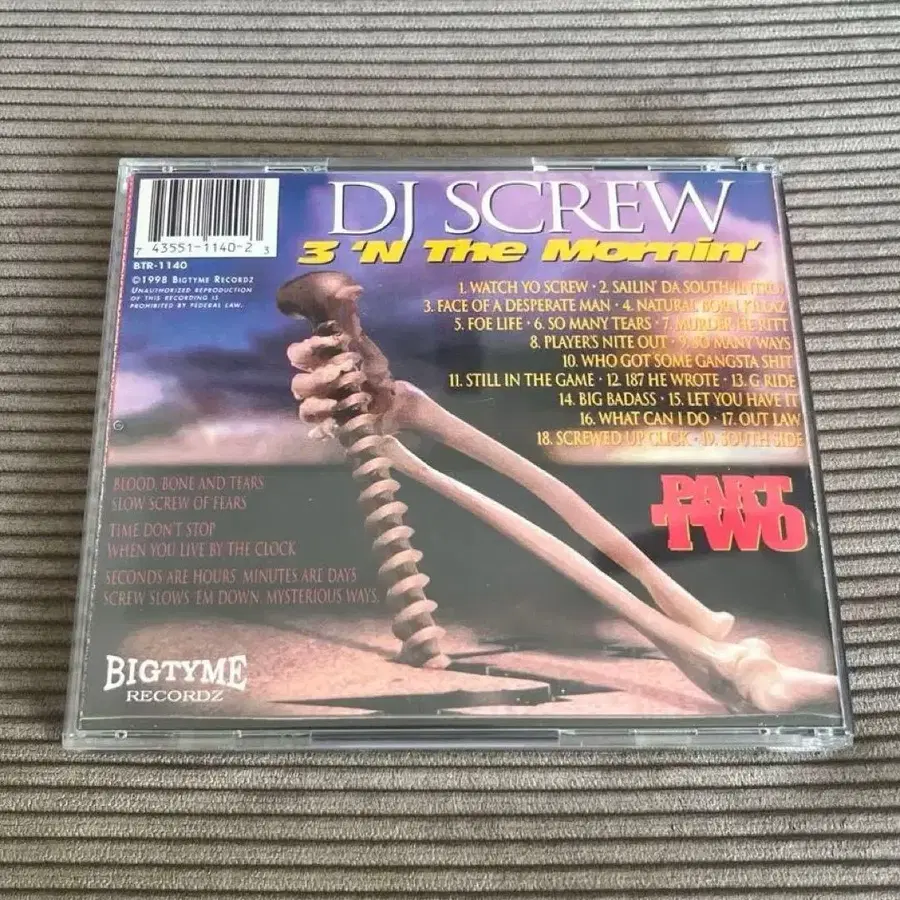 DJ SCREW
3 'N The Mornin'
7 43551-1140-2 3
BTR-1140
©1998 BIGTYME RECORDZ
UNAUTHORIZED REPRODUCTION
OF THIS RECORDING IS
PROHIBITED BY FEDERAL LAW.
1. WATCH YO SCREW · 2. SAILIN' DA SOUTH (INTRO)
3. FACE OF A DESPERATE MAN · 4. NATURAL BORN KILLAZ
5. FOE LIFE · 6. SO MANY TEARS · 7. MURDER HE RITT
8. PLAYER'S NITE OUT · 9. SO MANY WAYS
10. WHO GOT SOME GANGSTA SHIT
11. STILL IN THE GAME · 12. 187 HE WROTE · 13. G RIDE
14. BIG BADASS · 15. LET YOU HAVE IT
16. WHAT CAN I DO · 17. OUT LAW
18. SCREWED UP CLICK · 19. SOUTH SIDE
PART
TWO
BLOOD, BONE AND TEARS
SLOW SCREW OF FEARS
TIME DON'T STOP
WHEN YOU LIVE BY THE CLOCK
SECONDS ARE HOURS MINUTES ARE DAYS
SCREW SLOWS 'EM DOWN. MYSTERIOUS WAYS.
BIGTYME
RECORDZ